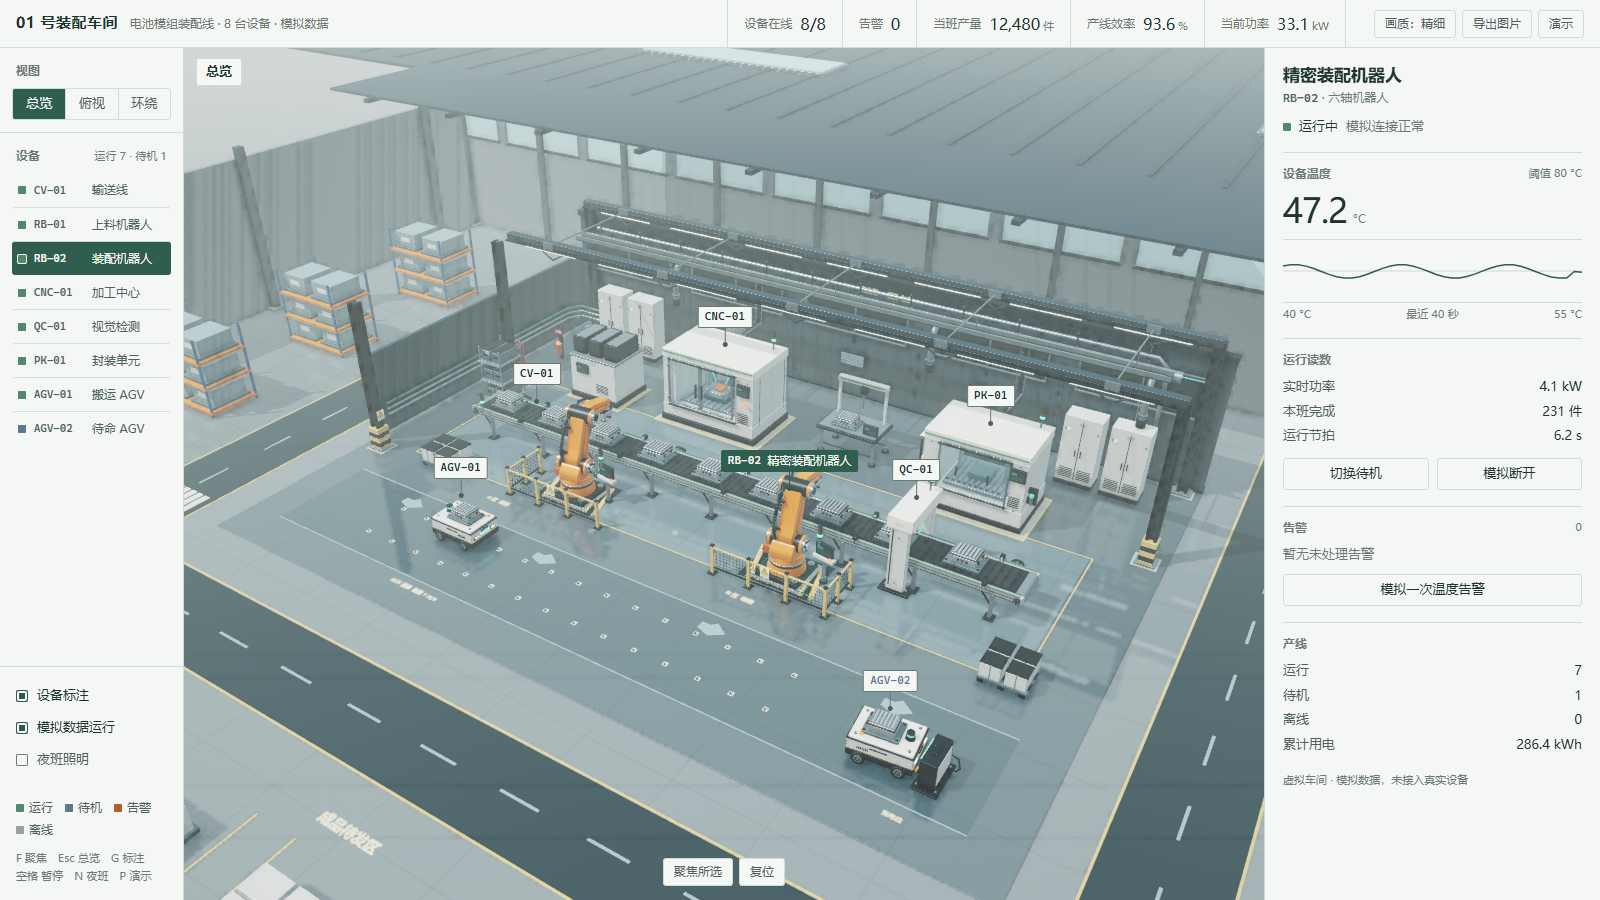 01 号装配车间 电池模组装配线 · 8 台设备 · 模拟数据
设备在线 8/8
告警 0
当班产量 12,480 件
产线效率 93.6 %
当前功率 33.1 kW
画质：精细
导出图片
演示
视图
总览 俯视 环绕
设备 运行 7 · 待机 1
CV-01 输送线
RB-01 上料机器人
RB-02 装配机器人
CNC-01 加工中心
QC-01 视觉检测
PK-01 封装单元
AGV-01 搬运 AGV
AGV-02 待命 AGV
设备标注
模拟数据运行
夜班照明
运行 待机 告警
离线
F 聚焦 Esc 总览 G 标注
空格 暂停 N 夜班 P 演示
总览
CNC-01
CV-01
PK-01
RB-02 精密装配机器人
AGV-01
QC-01
AGV-02
成品待发区
聚焦所选 复位
精密装配机器人
RB-02 · 六轴机器人
运行中 模拟连接正常
设备温度 阈值 80 °C
47.2 °C
40 °C 最近 40 秒 55 °C
运行读数
实时功率 4.1 kW
本班完成 231 件
运行节拍 6.2 s
切换待机 模拟断开
告警 0
暂无未处理告警
模拟一次温度告警
产线
运行 7
待机 1
离线 0
累计用电 286.4 kWh
虚拟车间 · 模拟数据，未接入真实设备